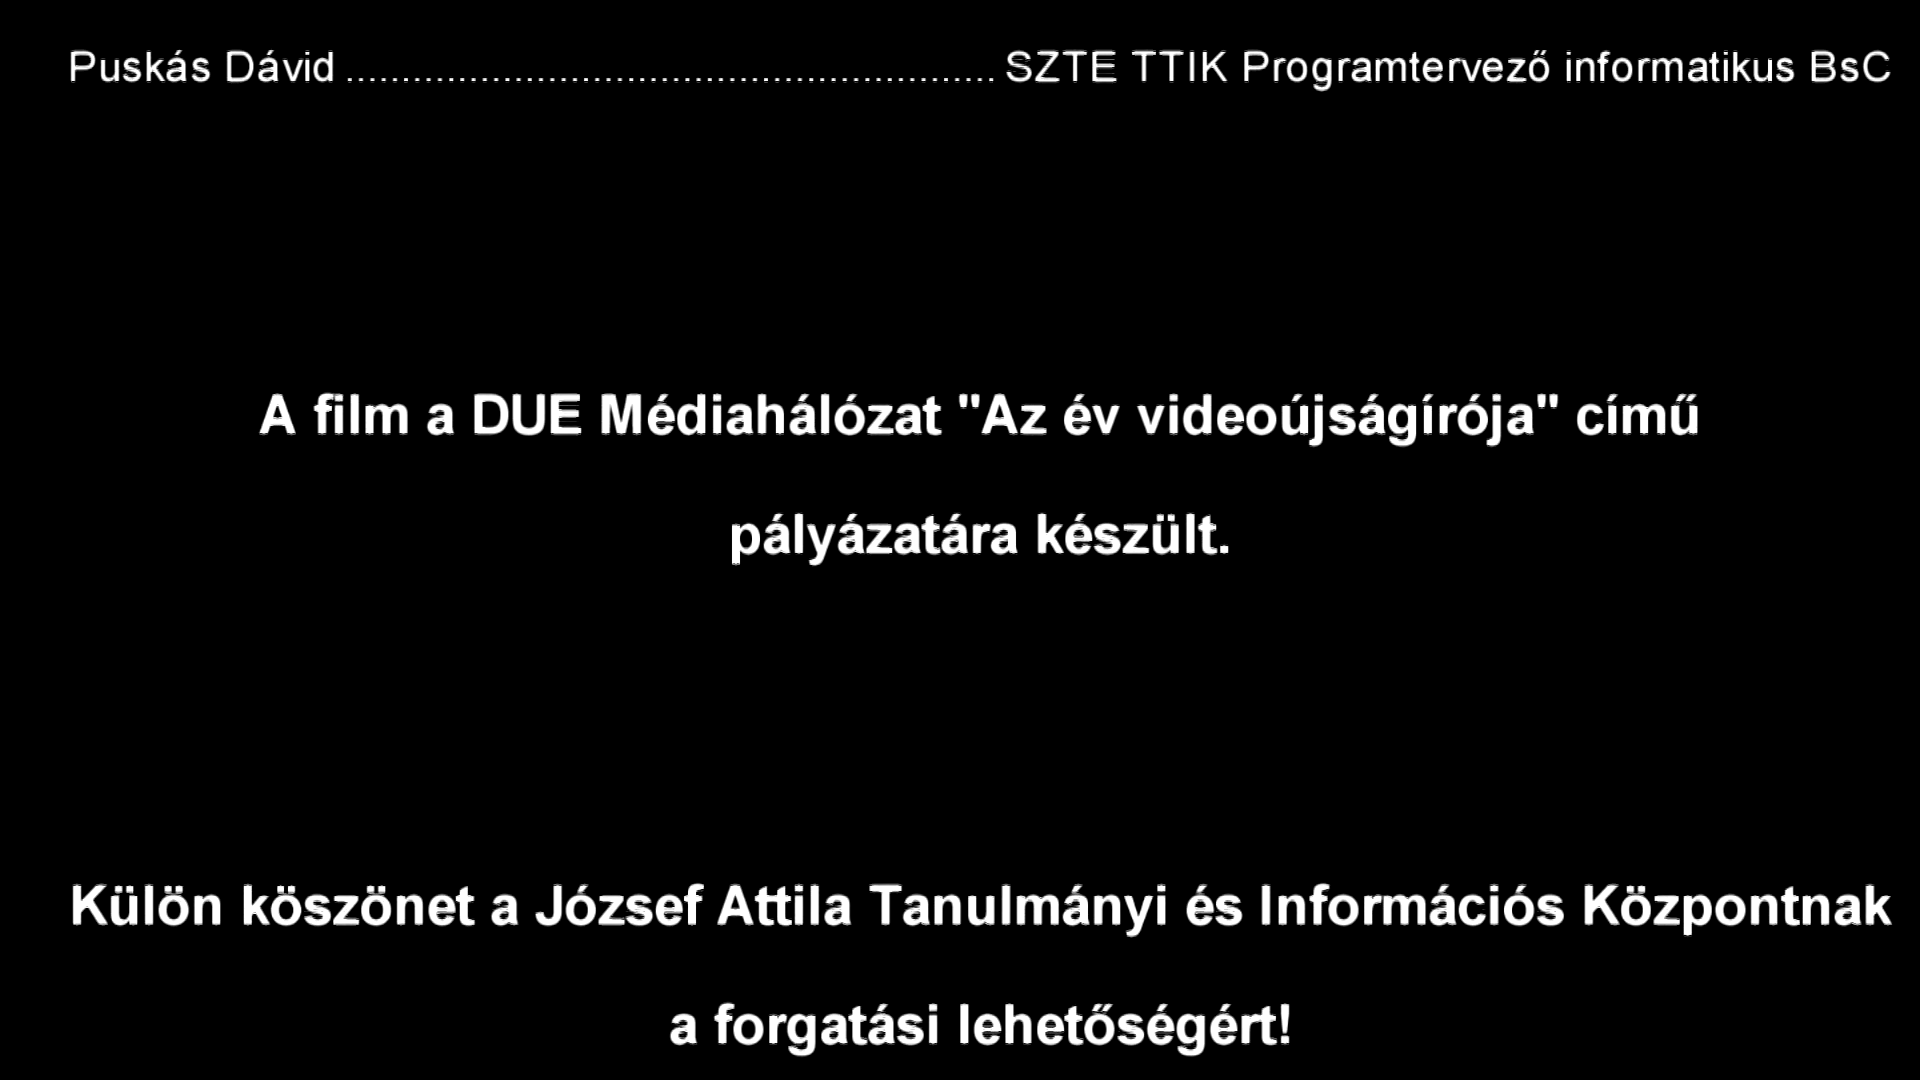 Puskás Dávid ........................................................ SZTE TTIK Programtervező informatikus BsC
A film a DUE Médiahálózat "Az év videoújságírója" című
pályázatára készült.
Külön köszönet a József Attila Tanulmányi és Információs Központnak
a forgatási lehetőségért!